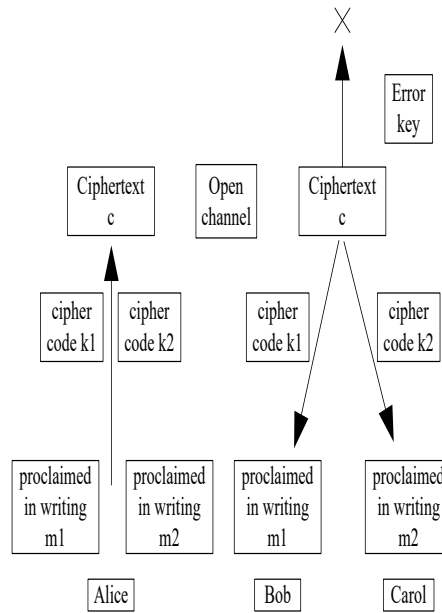 Error
key
Ciphertext
c
Open
channel
Ciphertext
c
cipher
code k1
cipher
code k2
cipher
code k1
cipher
code k2
proclaimed
in writing
m1
proclaimed
in writing
m2
proclaimed
in writing
m1
proclaimed
in writing
m2
Alice
Bob
Carol